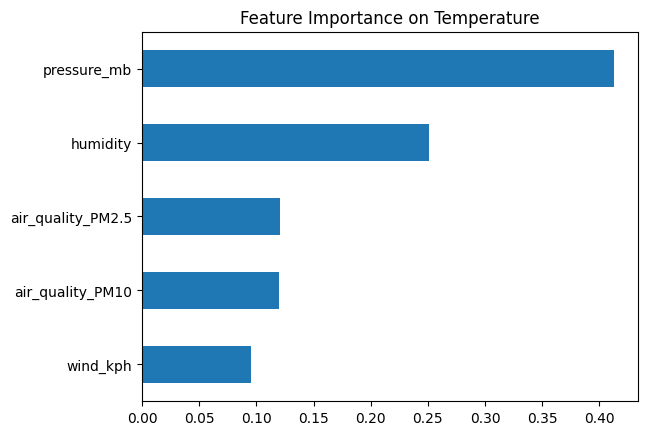 Feature Importance on Temperature
pressure_mb
humidity
air_quality_PM2.5
air_quality_PM10
wind_kph
0.00 0.05 0.10 0.15 0.20 0.25 0.30 0.35 0.40